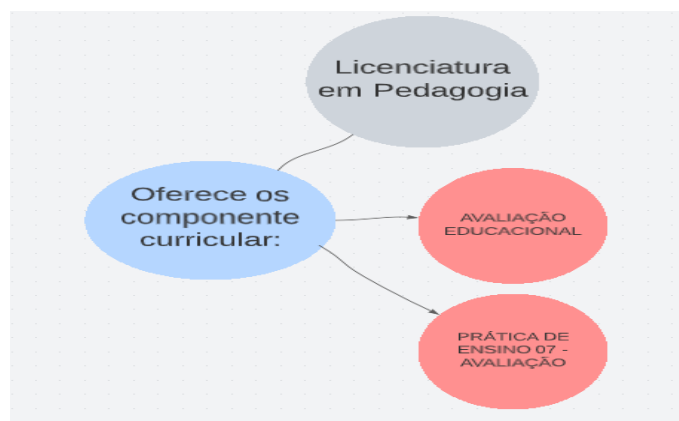 Licenciatura
em Pedagogia
Oferece os
componente
curricular:
AVALIAÇÃO
EDUCACIONAL
PRÁTICA DE
ENSINO 07 -
AVALIAÇÃO